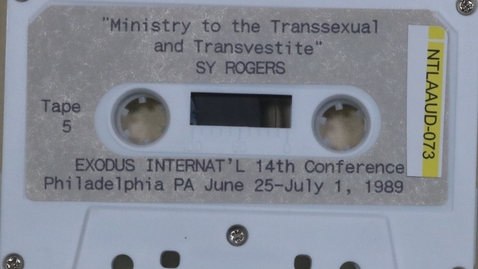 "Ministry to the Transsexual
and Transvestite"
SY ROGERS
Tape
5
EXODUS INTERNAT'L 14th Conference
Philadelphia PA June 25-July 1, 1989
NTLAAUD-073